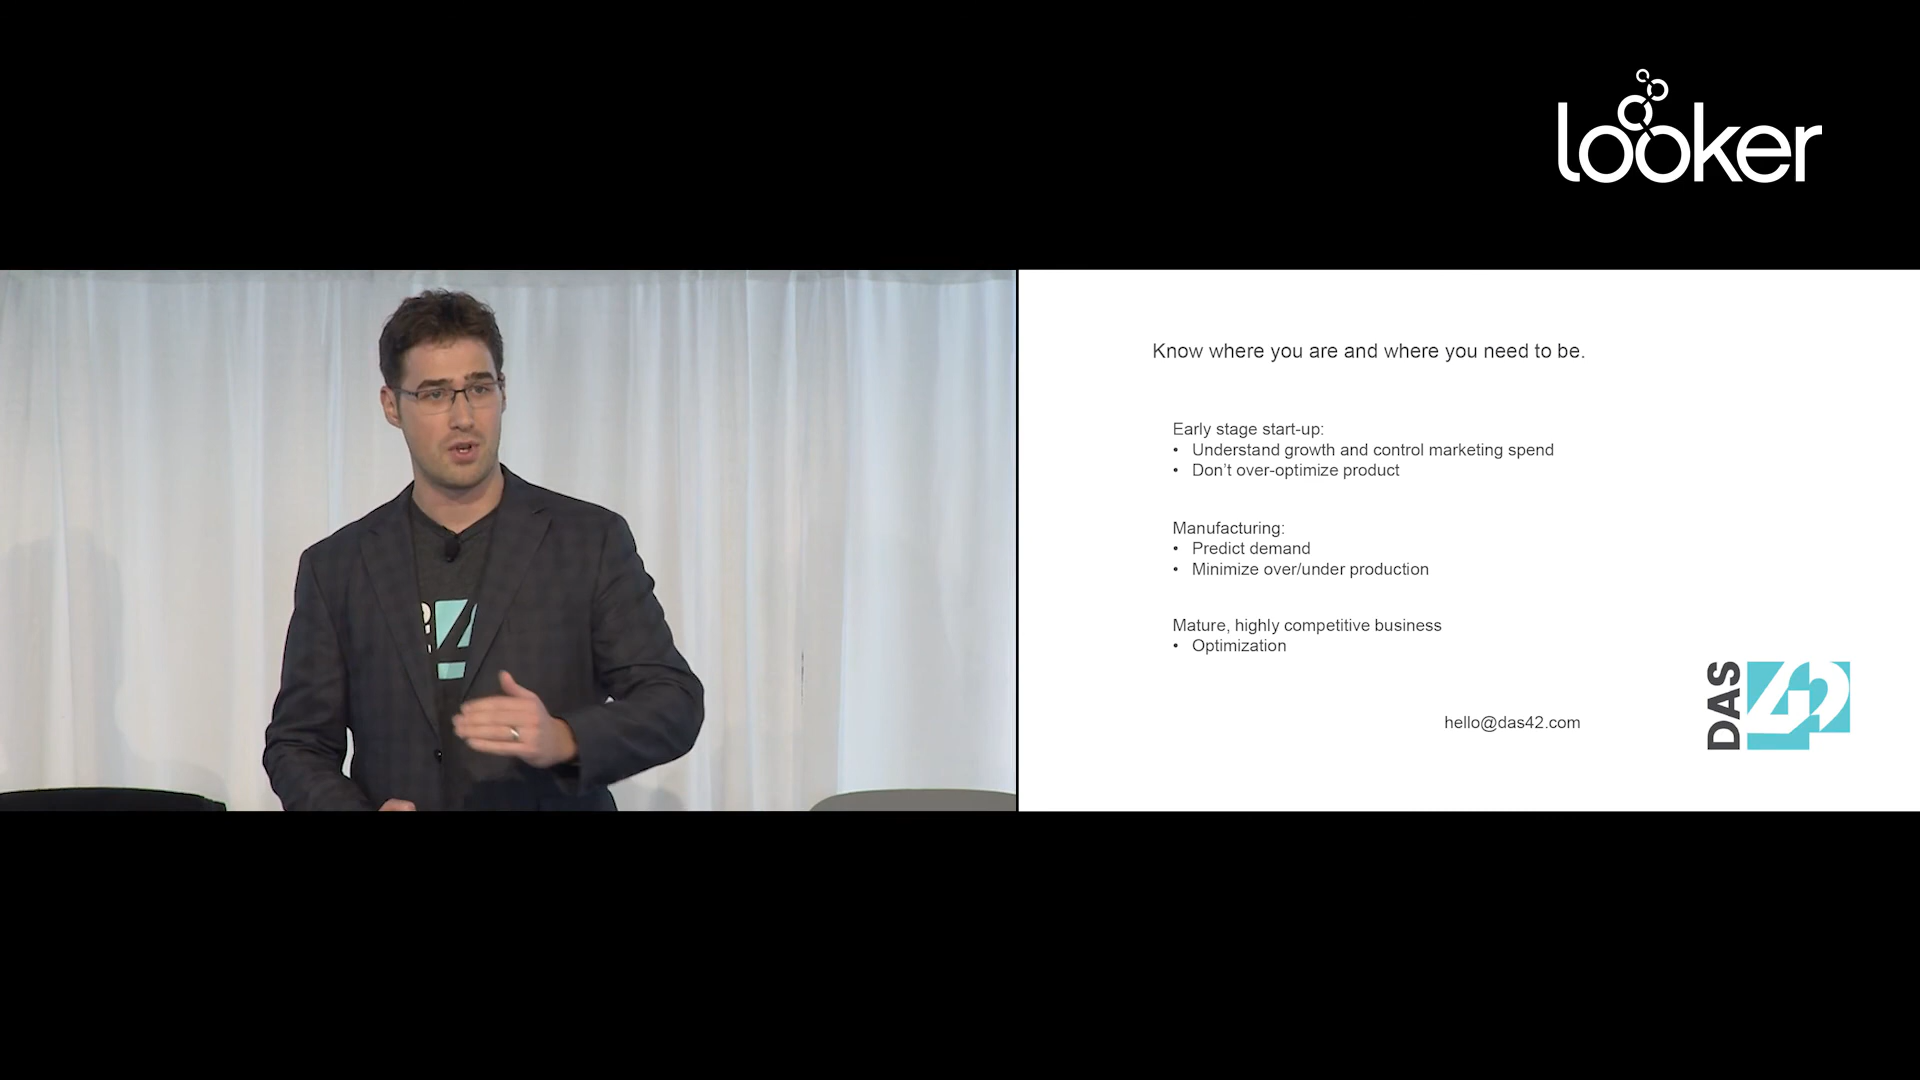 looker
Know where you are and where you need to be.
Early stage start-up:
• Understand growth and control marketing spend
• Don’t over-optimize product
Manufacturing:
• Predict demand
• Minimize over/under production
Mature, highly competitive business
• Optimization
hello@das42.com
DAS
42